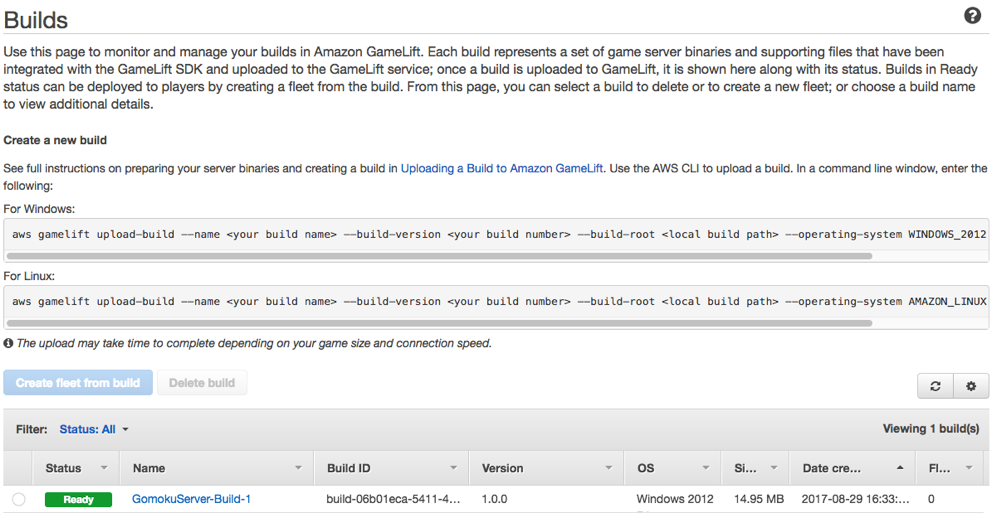 Builds
Use this page to monitor and manage your builds in Amazon GameLift. Each build represents a set of game server binaries and supporting files that have been
integrated with the GameLift SDK and uploaded to the GameLift service; once a build is uploaded to GameLift, it is shown here along with its status. Builds in Ready
status can be deployed to players by creating a fleet from the build. From this page, you can select a build to delete or to create a new fleet; or choose a build name
to view additional details.
Create a new build
See full instructions on preparing your server binaries and creating a build in Uploading a Build to Amazon GameLift. Use the AWS CLI to upload a build. In a command line window, enter the
following:
For Windows:
aws gamelift upload-build --name <your build name> --build-version <your build number> --build-root <local build path> --operating-system WINDOWS_2012
For Linux:
aws gamelift upload-build --name <your build name> --build-version <your build number> --build-root <local build path> --operating-system AMAZON_LINUX
The upload may take time to complete depending on your game size and connection speed.
Create fleet from build Delete build
Filter: Status: All Viewing 1 build(s)
Status Name Build ID Version OS Si... Date cre... Fl...
Ready GomokuServer-Build-1 build-06b01eca-5411-4... 1.0.0 Windows 2012 14.95 MB 2017-08-29 16:33:... 0